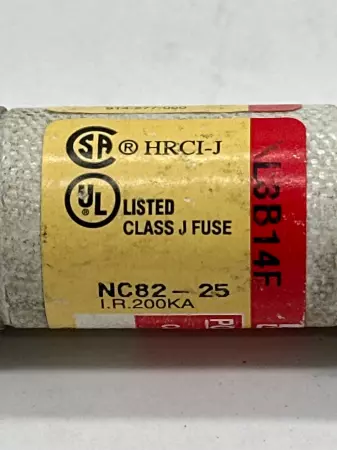 SA ® HRCI-J
UL LISTED
CLASS J FUSE
NC82-25
I.R.200KA
L3B14F